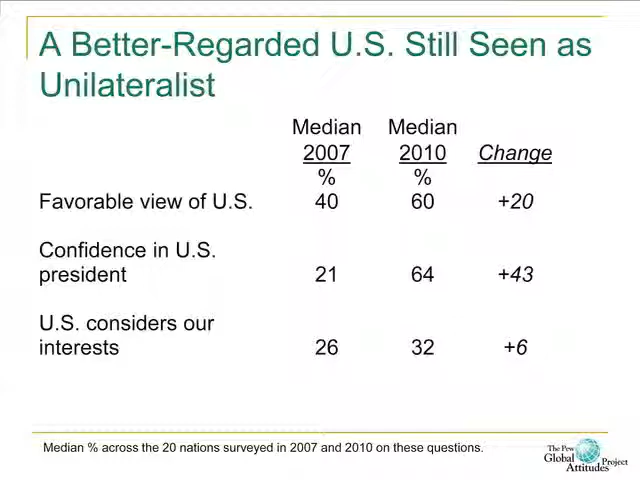 A Better-Regarded U.S. Still Seen as
Unilateralist
Median Median
2007 2010 Change
% %
Favorable view of U.S. 40 60 +20
Confidence in U.S.
president 21 64 +43
U.S. considers our
interests 26 32 +6
Median % across the 20 nations surveyed in 2007 and 2010 on these questions.
The Pew
Global
Attitudes Project